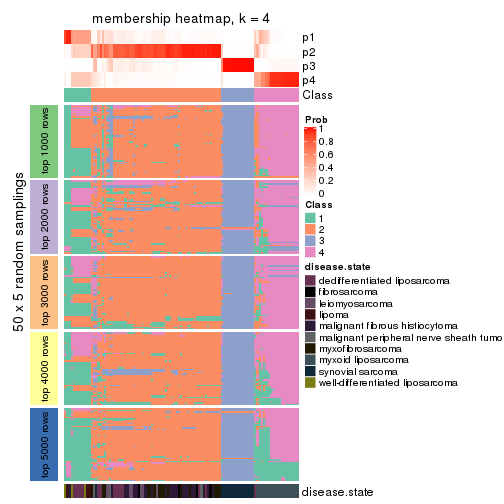 membership heatmap, k = 4
p1
p2
p3
p4
Class
50 x 5 random samplings
top 1000 rows
top 2000 rows
top 3000 rows
top 4000 rows
top 5000 rows
Prob
1
0.8
0.6
0.4
0.2
0
Class
1
2
3
4
disease.state
dedifferentiated liposarcoma
fibrosarcoma
leiomyosarcoma
lipoma
malignant fibrous histiocytoma
malignant peripheral nerve sheath tumo
myxofibrosarcoma
myxoid liposarcoma
synovial sarcoma
well-differentiated liposarcoma
disease.state